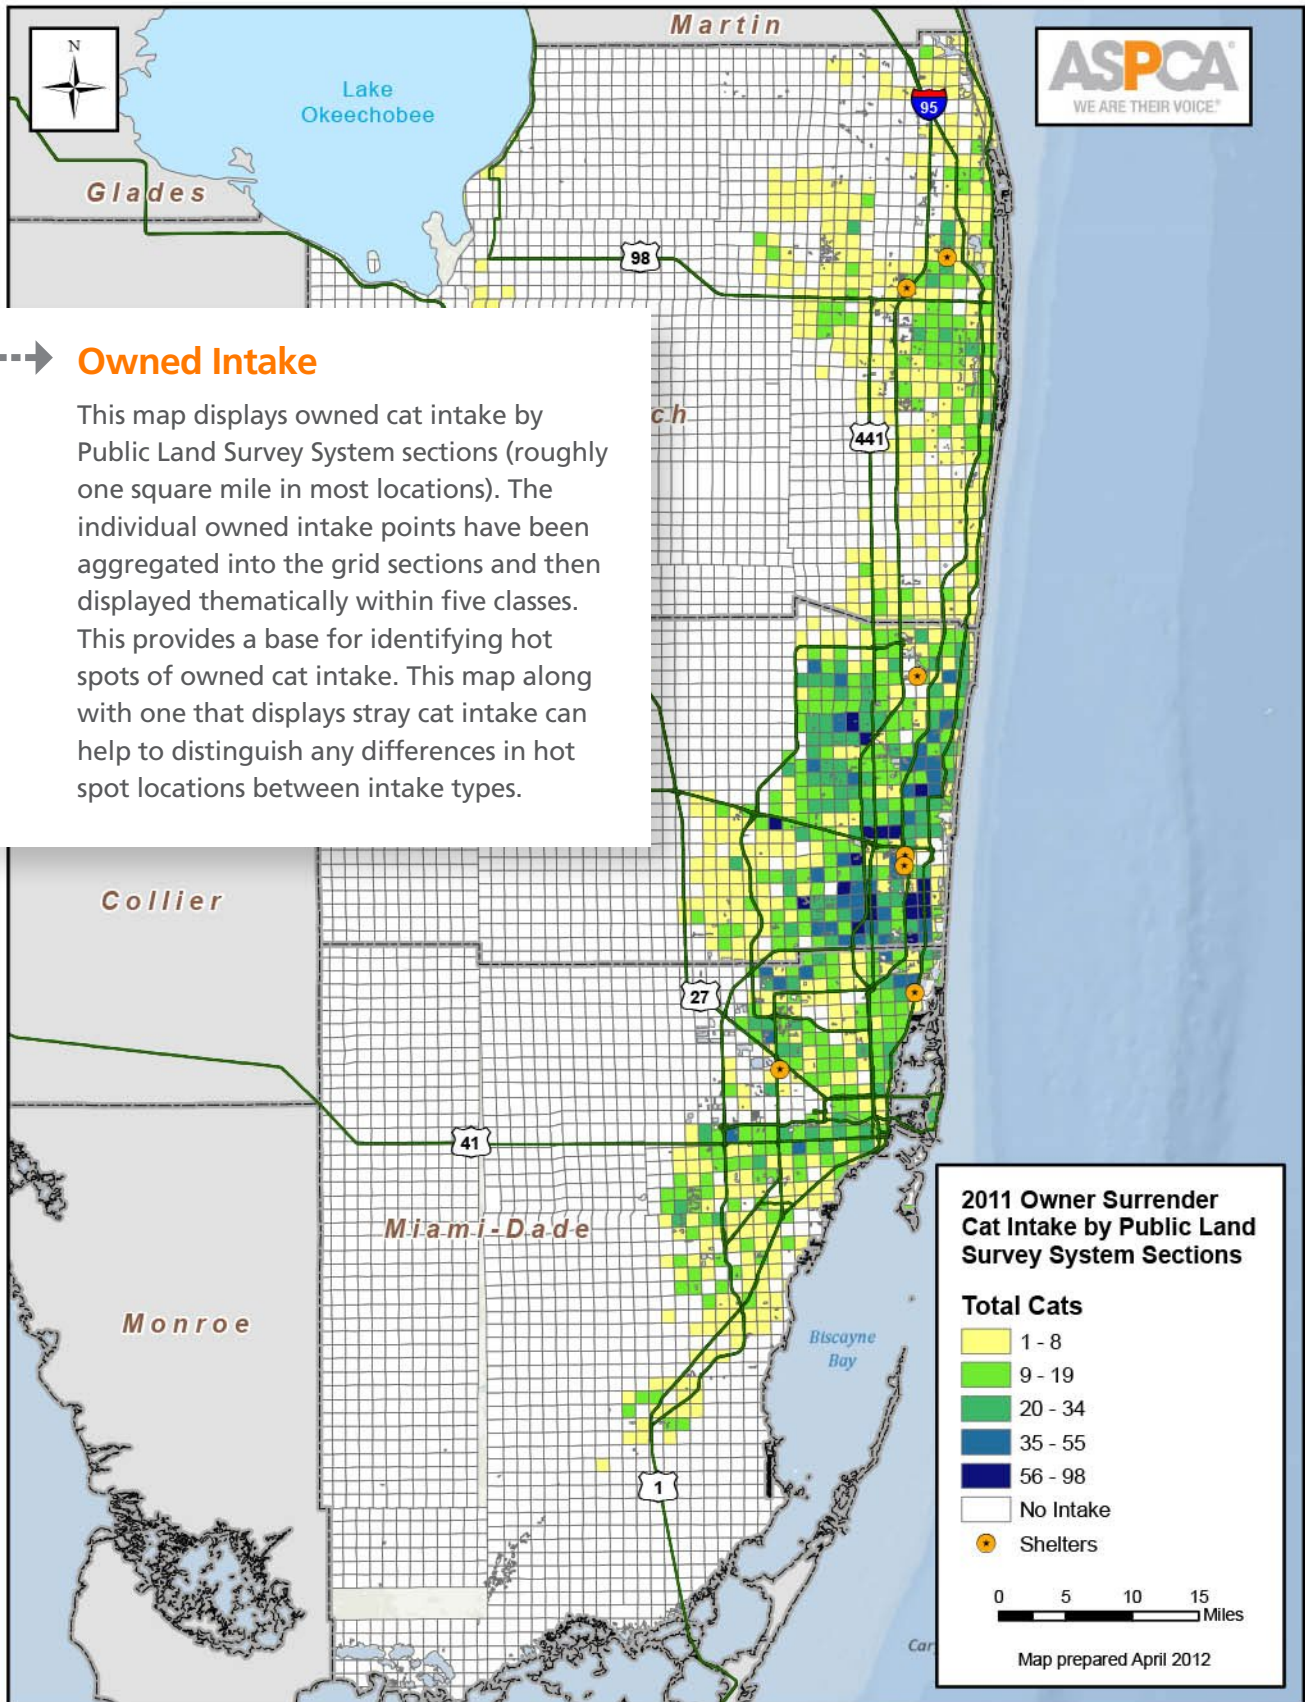 Martin
N
ASPCA®
WE ARE THEIR VOICE®
95
Lake
Okeechobee
Glades
98
Owned Intake
This map displays owned cat intake by
Public Land Survey System sections (roughly
one square mile in most locations). The
individual owned intake points have been
aggregated into the grid sections and then
displayed thematically within five classes.
This provides a base for identifying hot
spots of owned cat intake. This map along
with one that displays stray cat intake can
help to distinguish any differences in hot
spot locations between intake types.
ch
441
Collier
27
41
Miami-Dade
Monroe
Biscayne
Bay
1
Car
2011 Owner Surrender
Cat Intake by Public Land
Survey System Sections
Total Cats
1 - 8
9 - 19
20 - 34
35 - 55
56 - 98
No Intake
Shelters
0 5 10 15
Miles
Map prepared April 2012